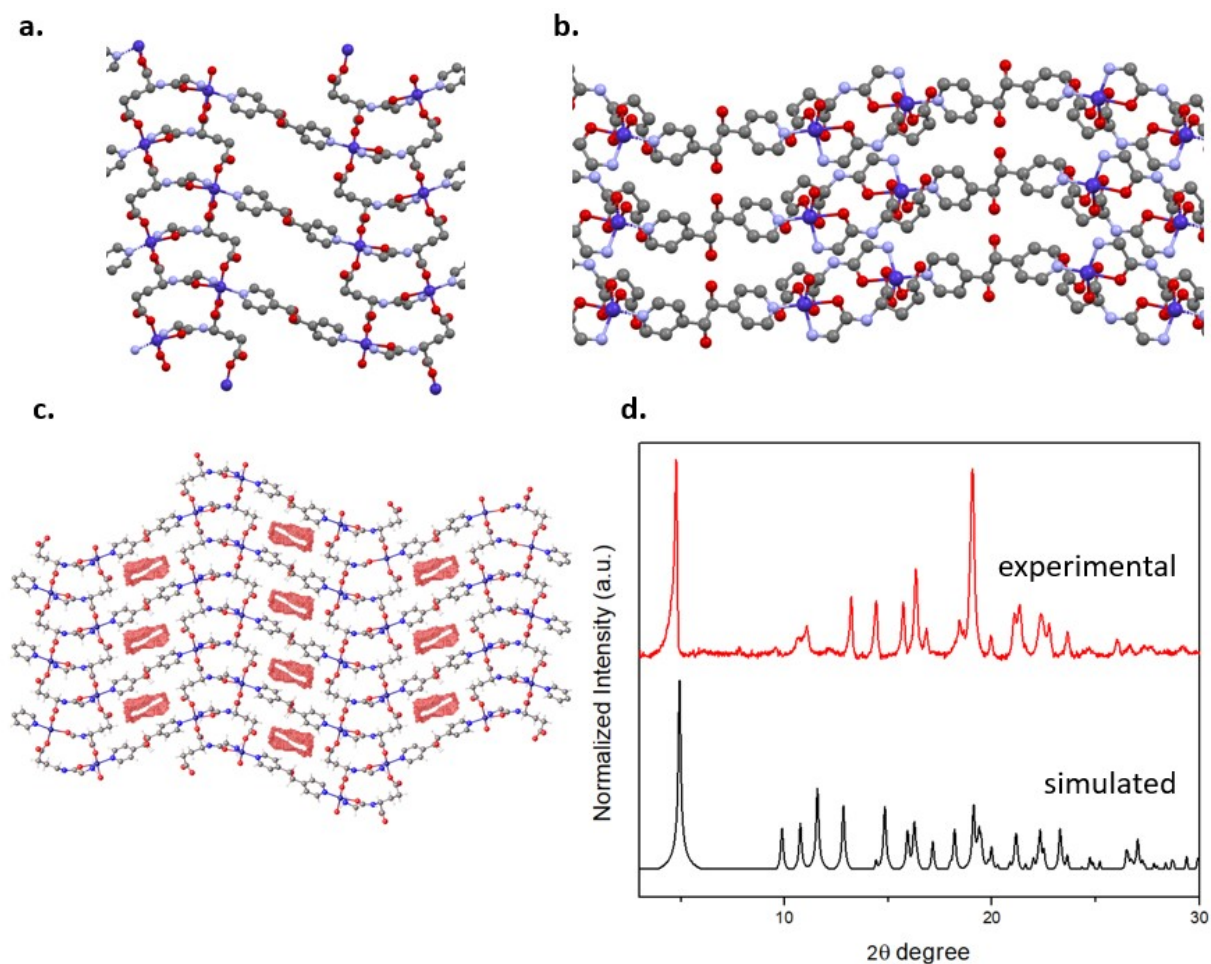 a.
b.
c.
d.
Normalized Intensity (a.u.)
experimental
simulated
10
20
30
2θ degree